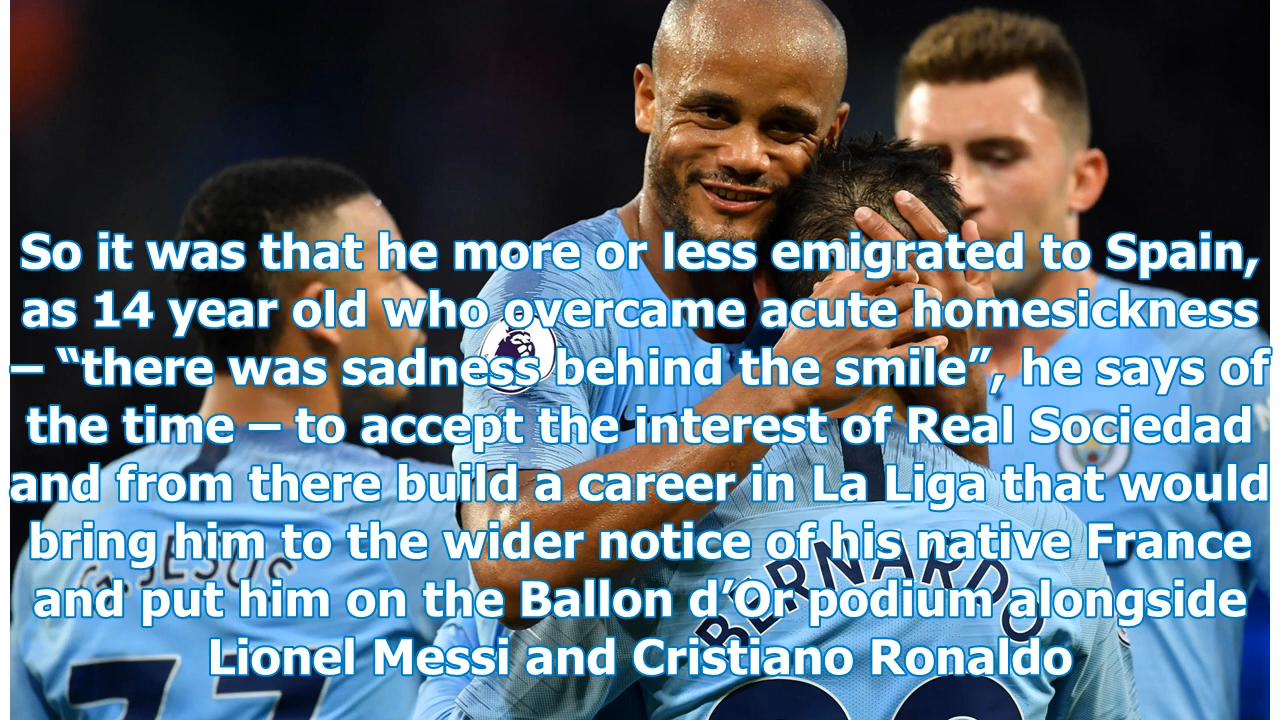 So it was that he more or less emigrated to Spain,
as 14 year old who overcame acute homesickness
– “there was sadness behind the smile”, he says of
the time – to accept the interest of Real Sociedad
and from there build a career in La Liga that would
bring him to the wider notice of his native France
and put him on the Ballon d’Or podium alongside
Lionel Messi and Cristiano Ronaldo
G. JESUS
BERNARDO